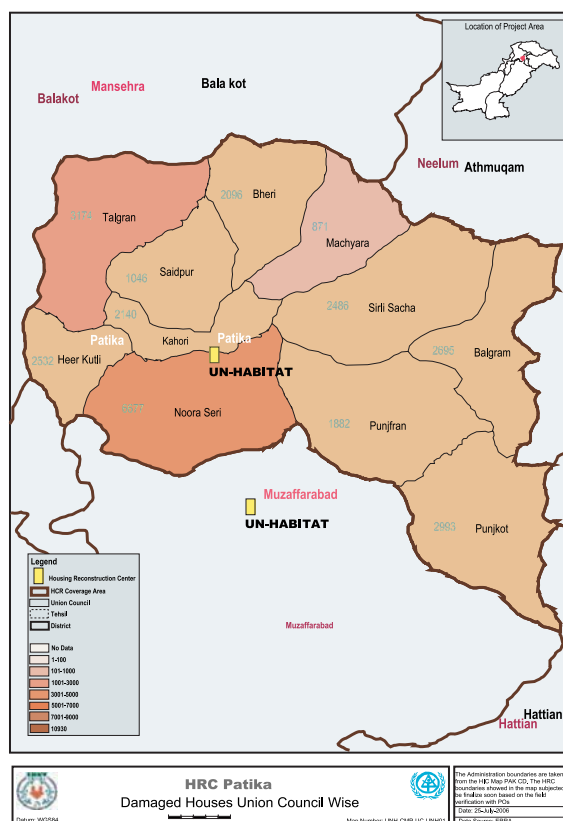 Location of Project Area
Bala kot
Mansehra
Balakot
Neelum
Athmuqam
2096
Bheri
Talgran
871
Machyara
1046
Saidpur
2486
Sirli Sacha
2140
Patika
Kahori
Patika
2695
Balgram
2532
Heer Kutli
UN-HABITAT
Noora Seri
1882
Punjfran
Muzaffarabad
UN-HABITAT
2993
Punjkot
Muzaffarabad
Hattian
Hattian
Legend
Housing Reconstruction Center
HCR Coverage Area
Union Council
Tehsil
District
No Data
1-100
101-1000
1001-3000
3001-5000
5001-7000
7001-9000
10930
HRC Patika
Damaged Houses Union Council Wise
The Administration boundaries are taken
from the HIC Map PAK CD, The HRC
boundaries showed in the map subjected
be finalize soon based on the field
verification with POs
Date: 25-July-2006